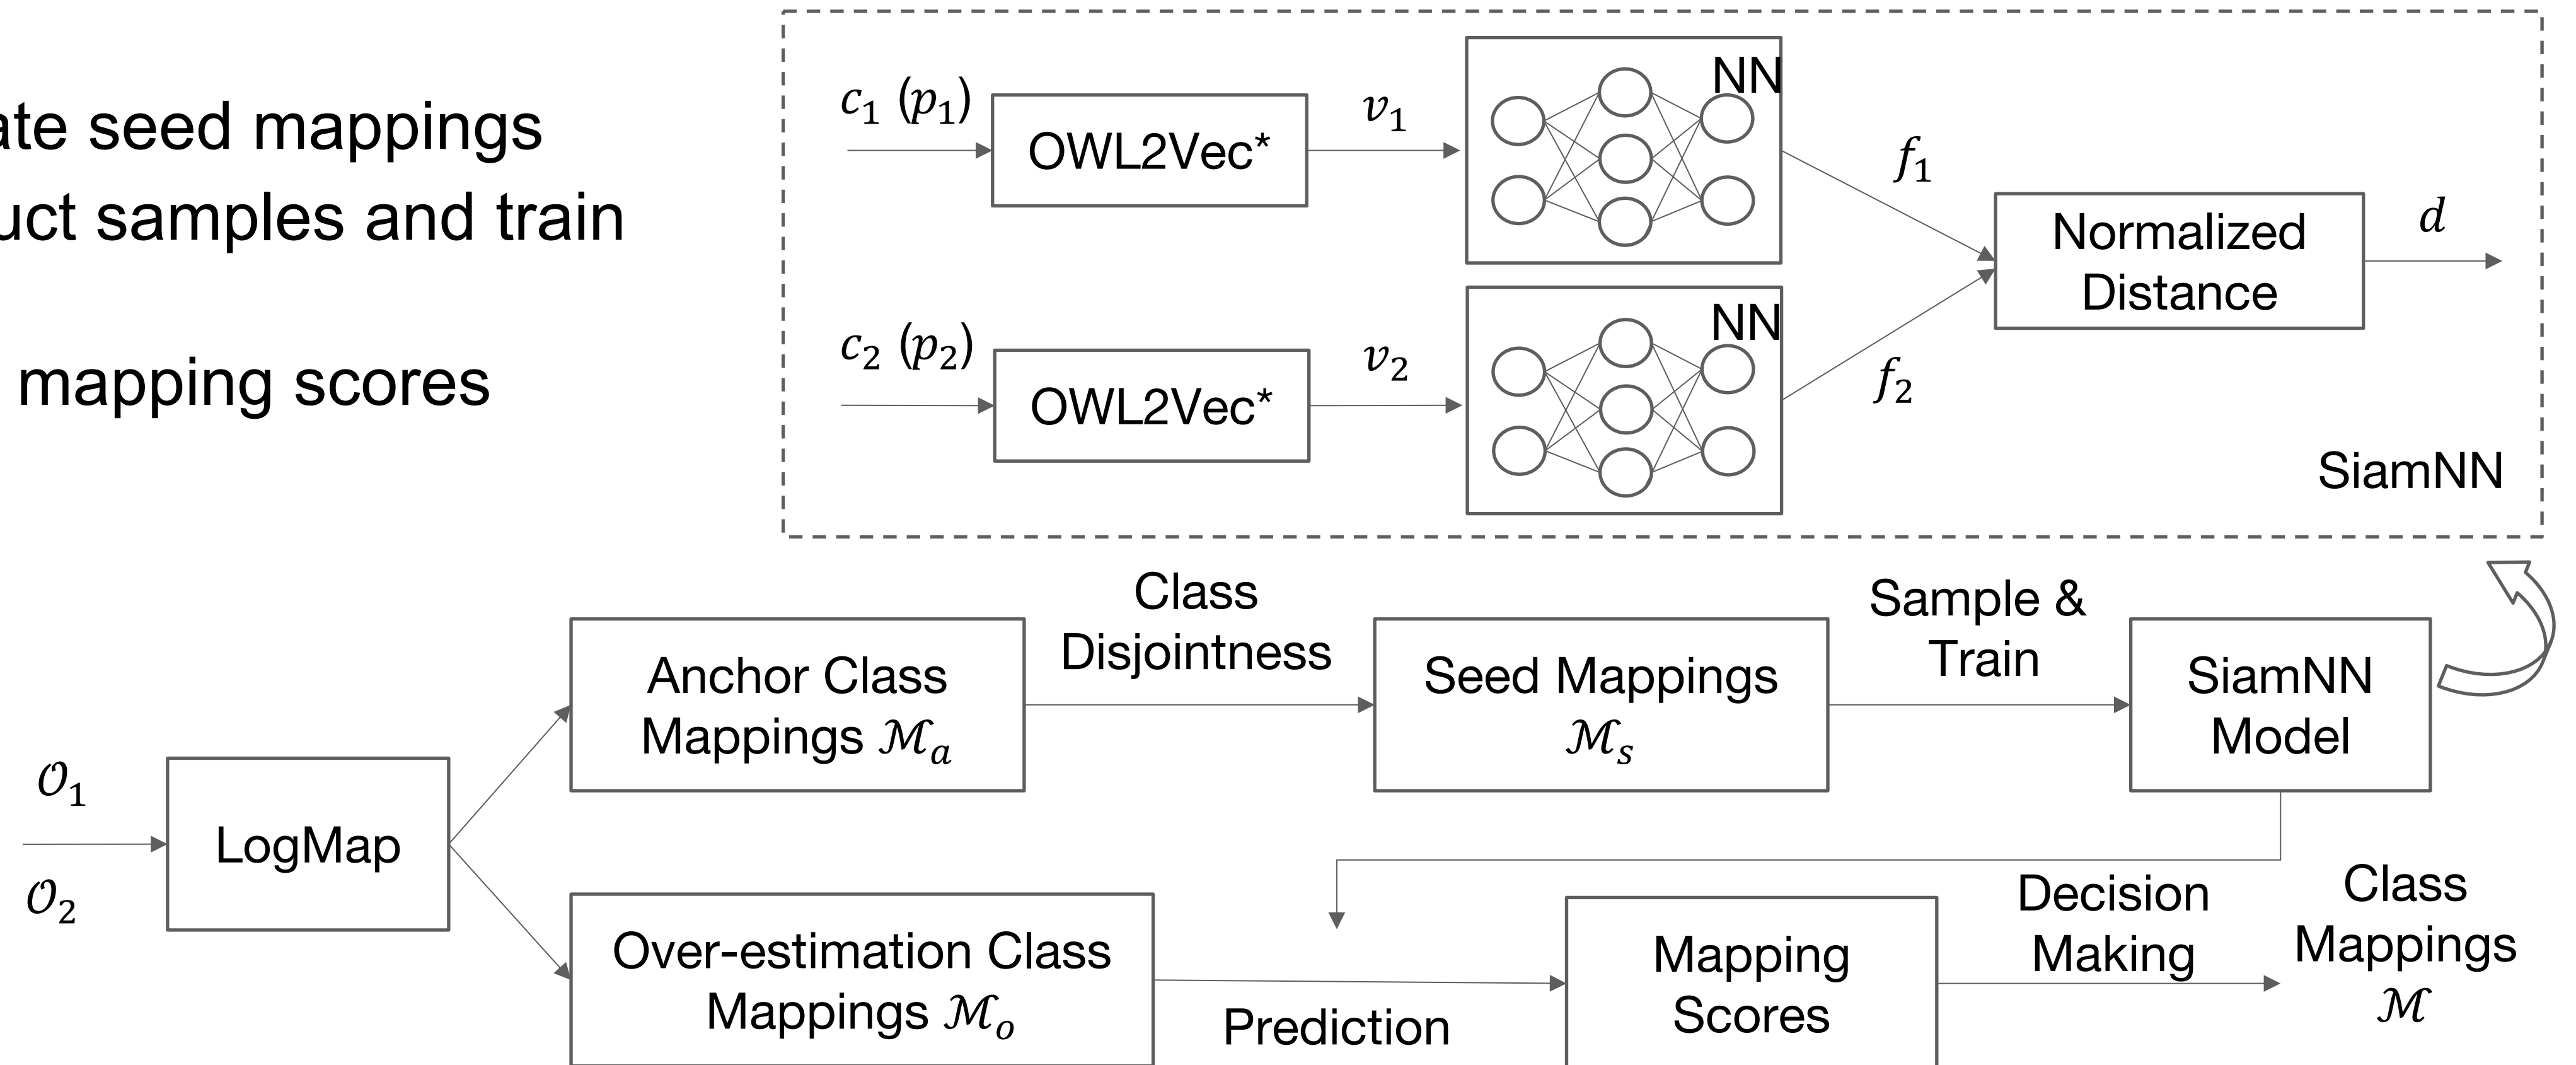 ate seed mappings
uct samples and train
mapping scores
c₁ (p₁)
OWL2Vec*
v₁
NN
f₁
Normalized
Distance
d
c₂ (p₂)
OWL2Vec*
v₂
NN
f₂
SiamNN
𝒪₁
𝒪₂
LogMap
Anchor Class
Mappings ℳₐ
Class
Disjointness
Seed Mappings
ℳₛ
Sample &
Train
SiamNN
Model
Over-estimation Class
Mappings ℳₒ
Prediction
Mapping
Scores
Decision
Making
Class
Mappings
ℳ